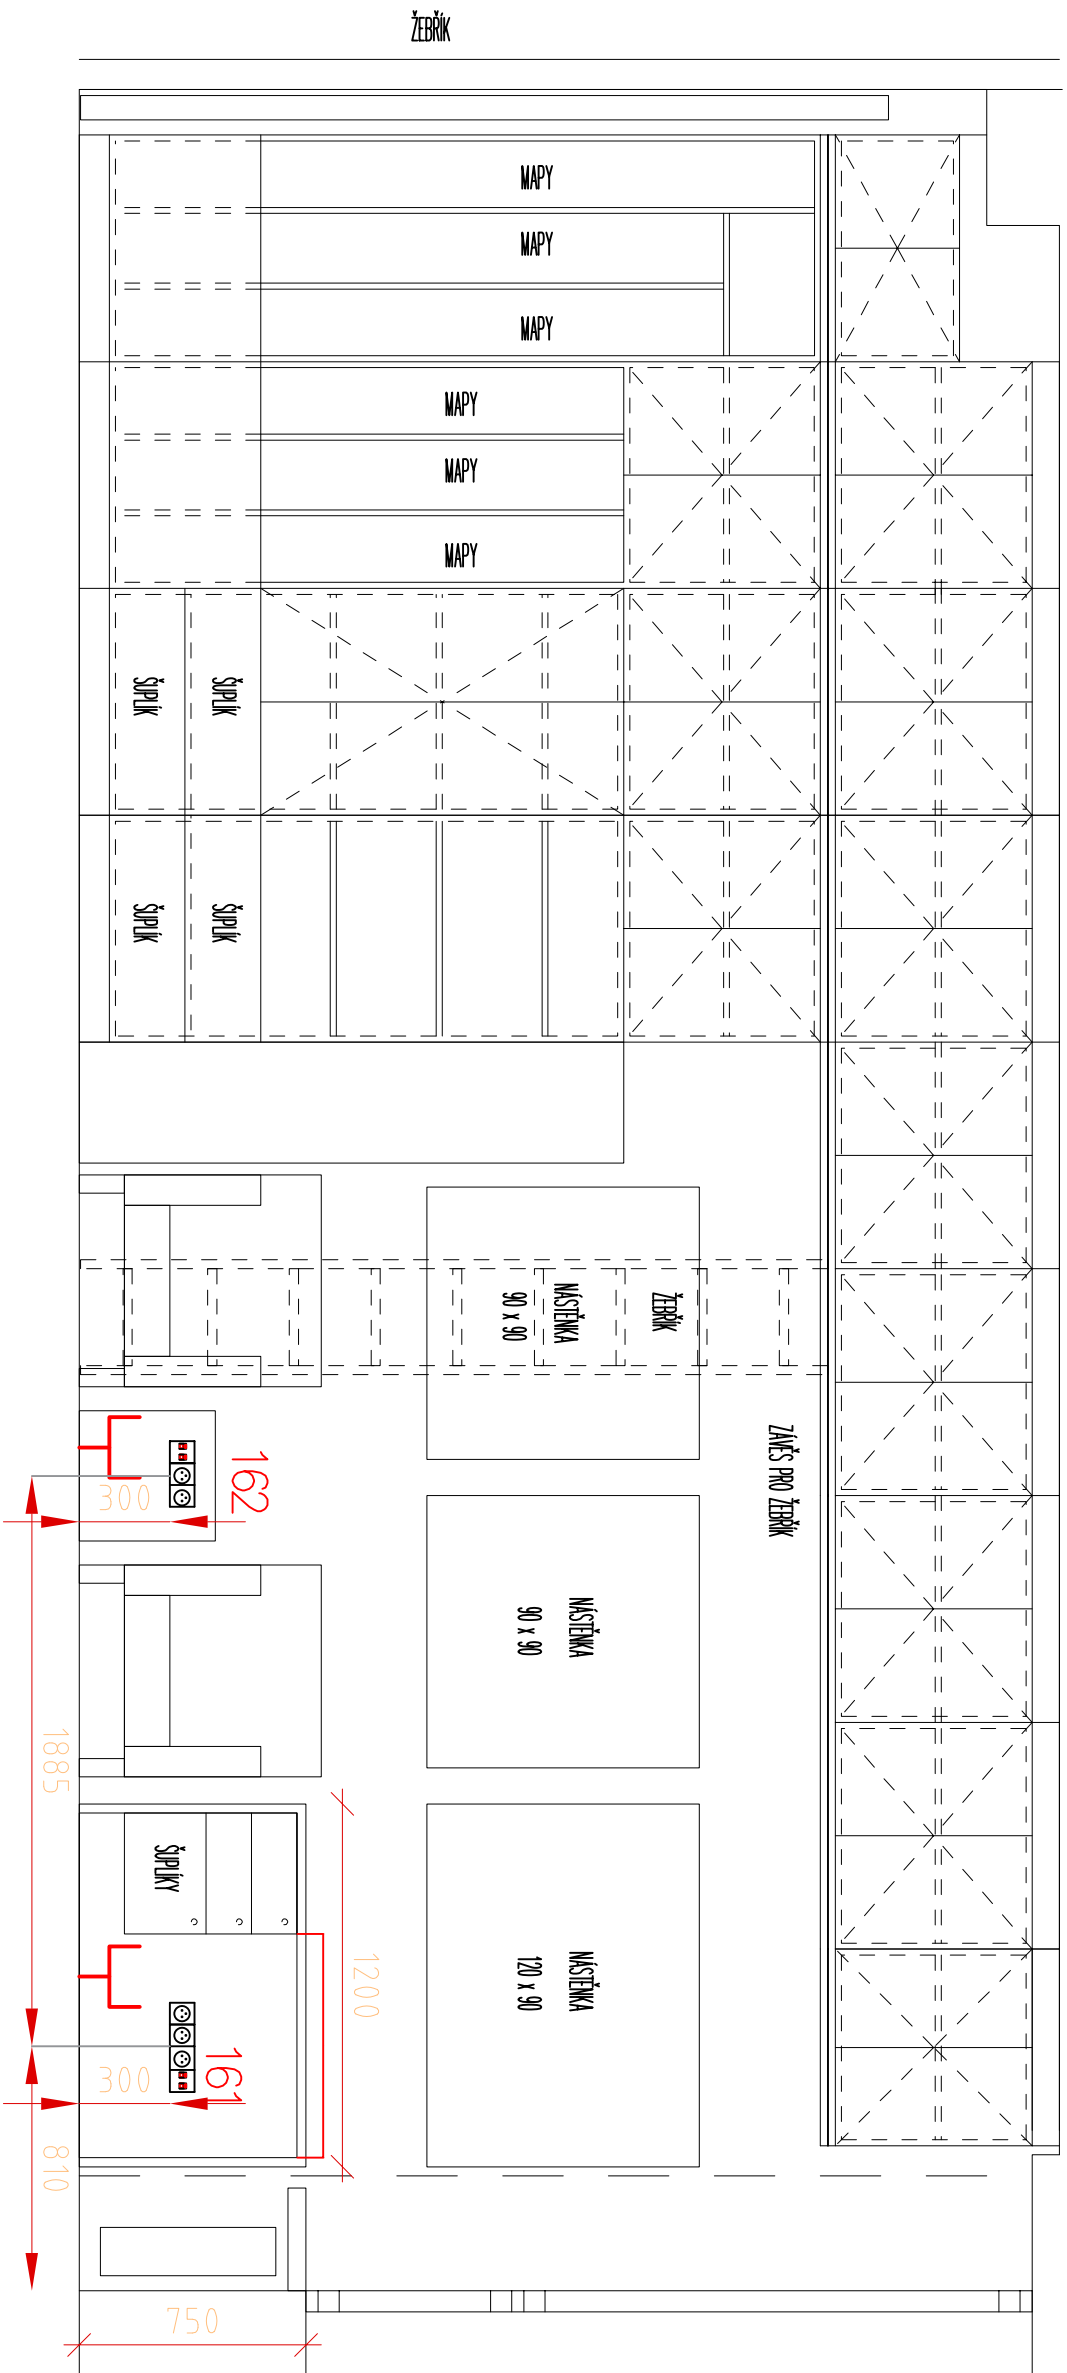 ŽEBŘÍK
MAPY
MAPY
MAPY
MAPY
MAPY
MAPY
ŠUPLÍK
ŠUPLÍK
ŠUPLÍK
ŠUPLÍK
ŽEBŘÍK
NÁSTĚNKA
90 x 90
ZÁVĚS PRO ŽEBŘÍK
162
300
NÁSTĚNKA
90 x 90
1885
ŠUPLÍKY
NÁSTĚNKA
120 x 90
1200
161
300
810
750